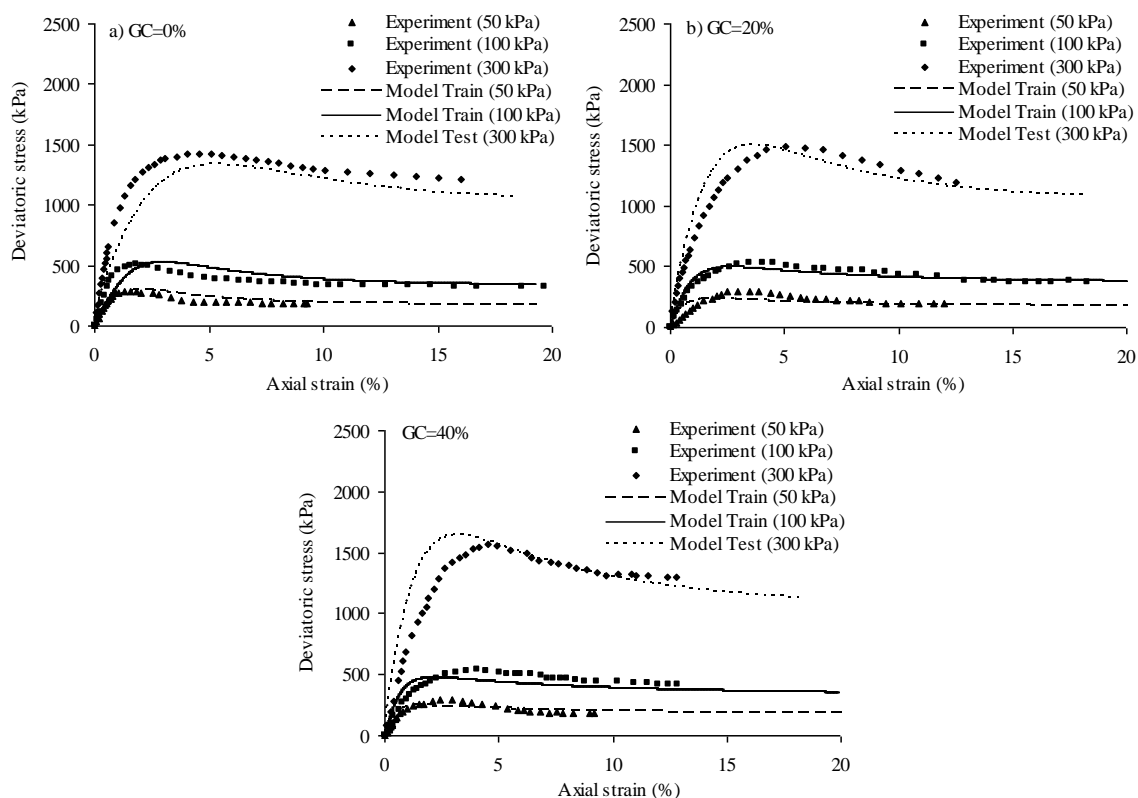 a) GC=0%
Experiment (50 kPa)
Experiment (100 kPa)
Experiment (300 kPa)
Model Train (50 kPa)
Model Train (100 kPa)
Model Test (300 kPa)
Deviatoric stress (kPa)
2500
2000
1500
1000
500
0
0 5 10 15 20
Axial strain (%)
b) GC=20%
Experiment (50 kPa)
Experiment (100 kPa)
Experiment (300 kPa)
Model Train (50 kPa)
Model Train (100 kPa)
Model Test (300 kPa)
Deviatoric stress (kPa)
2500
2000
1500
1000
500
0
0 5 10 15 20
Axial strain (%)
GC=40%
Experiment (50 kPa)
Experiment (100 kPa)
Experiment (300 kPa)
Model Train (50 kPa)
Model Train (100 kPa)
Model Test (300 kPa)
Deviatoric stress (kPa)
2500
2000
1500
1000
500
0
0 5 10 15 20
Axial strain (%)